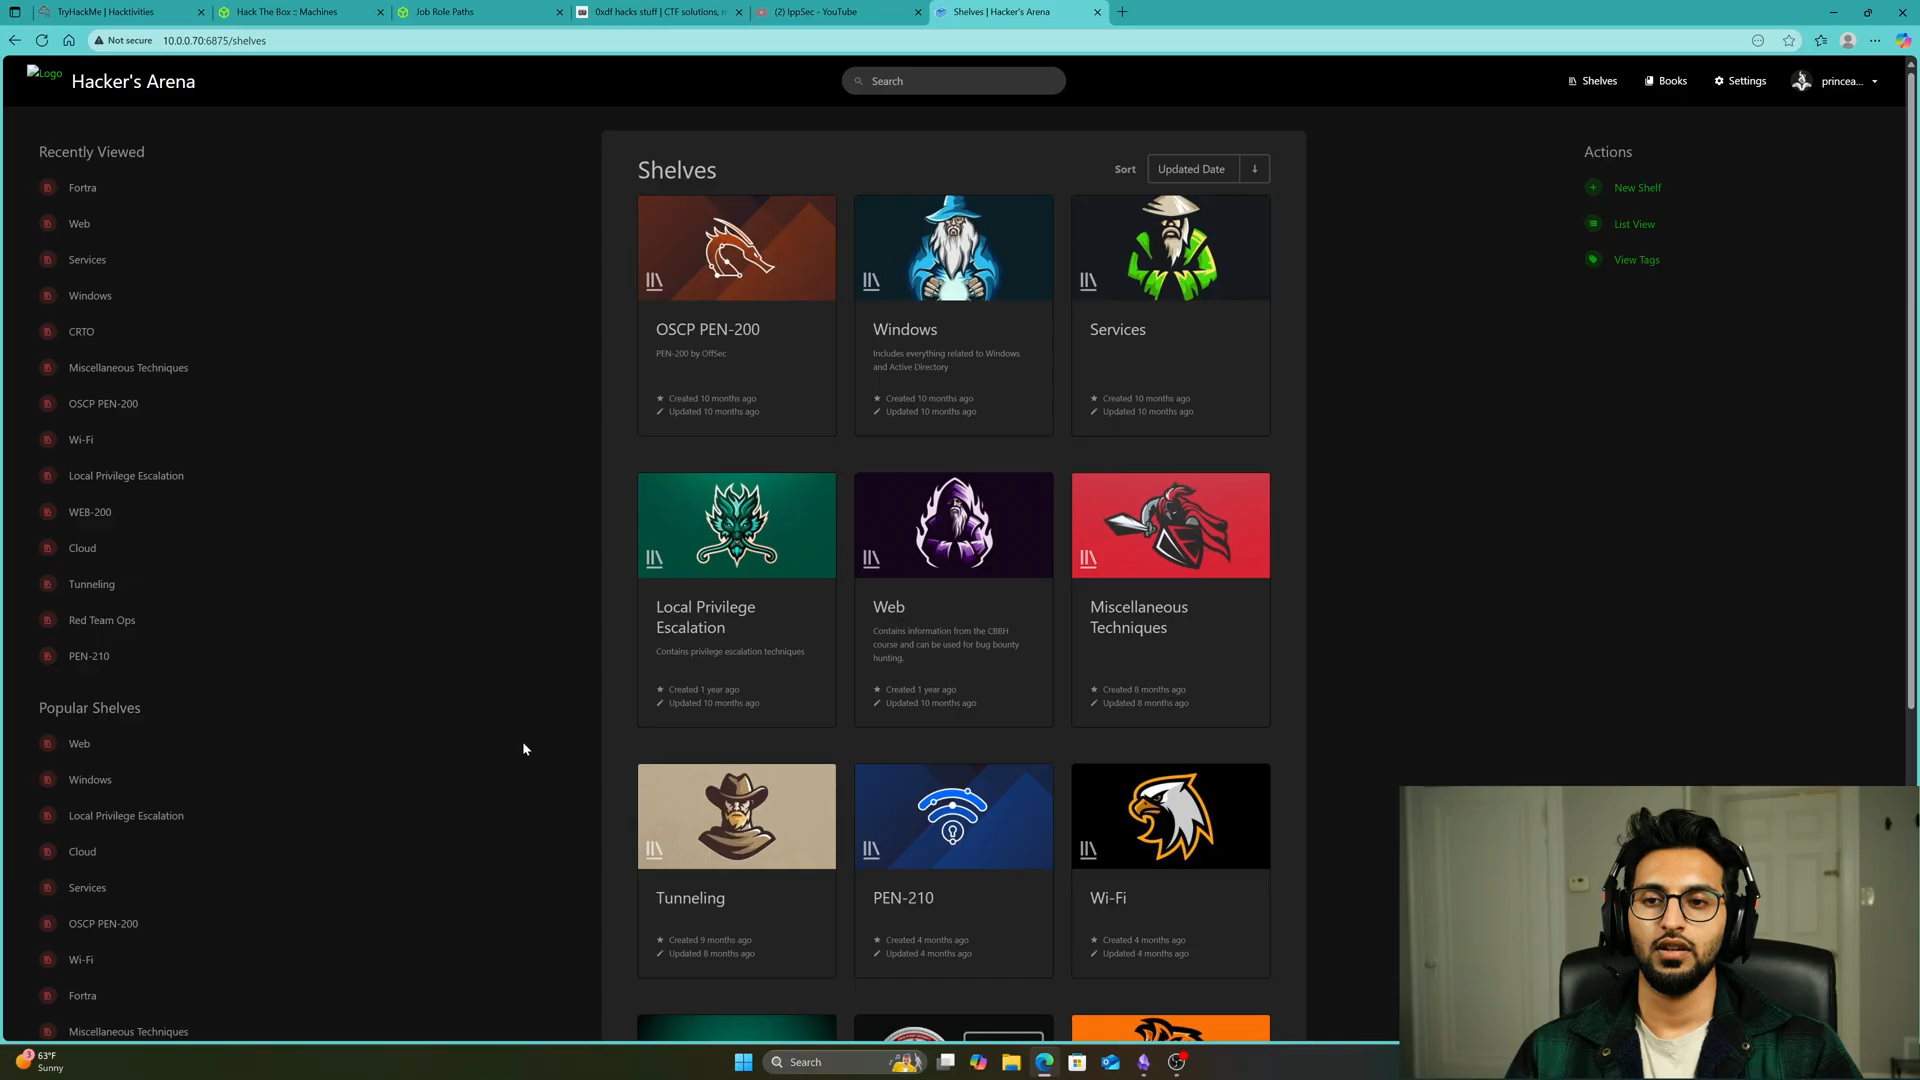 TryHackMe | Hacktivities
Hack The Box :: Machines
Job Role Paths
0xdf hacks stuff | CTF solutions, m
(2) IppSec - YouTube
Shelves | Hacker's Arena
Not secure
10.0.0.70:6875/shelves
Logo
Hacker's Arena
Search
Shelves
Books
Settings
princea...
Recently Viewed
Fortra
Web
Services
Windows
CRTO
Miscellaneous Techniques
OSCP PEN-200
Wi-Fi
Local Privilege Escalation
WEB-200
Cloud
Tunneling
Red Team Ops
PEN-210
Popular Shelves
Web
Windows
Local Privilege Escalation
Cloud
Services
OSCP PEN-200
Wi-Fi
Fortra
Miscellaneous Techniques
Shelves
Sort
Updated Date
OSCP PEN-200
PEN-200 by OffSec
Created 10 months ago
Updated 10 months ago
Windows
Includes everything related to Windows
and Active Directory
Created 10 months ago
Updated 10 months ago
Services
Created 10 months ago
Updated 10 months ago
Local Privilege
Escalation
Contains privilege escalation techniques
Created 1 year ago
Updated 10 months ago
Web
Contains information from the CBBH
course and can be used for bug bounty
hunting.
Created 1 year ago
Updated 10 months ago
Miscellaneous
Techniques
Created 8 months ago
Updated 8 months ago
Tunneling
Created 9 months ago
Updated 8 months ago
PEN-210
Created 4 months ago
Updated 4 months ago
Wi-Fi
Created 4 months ago
Updated 4 months ago
Actions
New Shelf
List View
View Tags
3
63°F
Sunny
Search